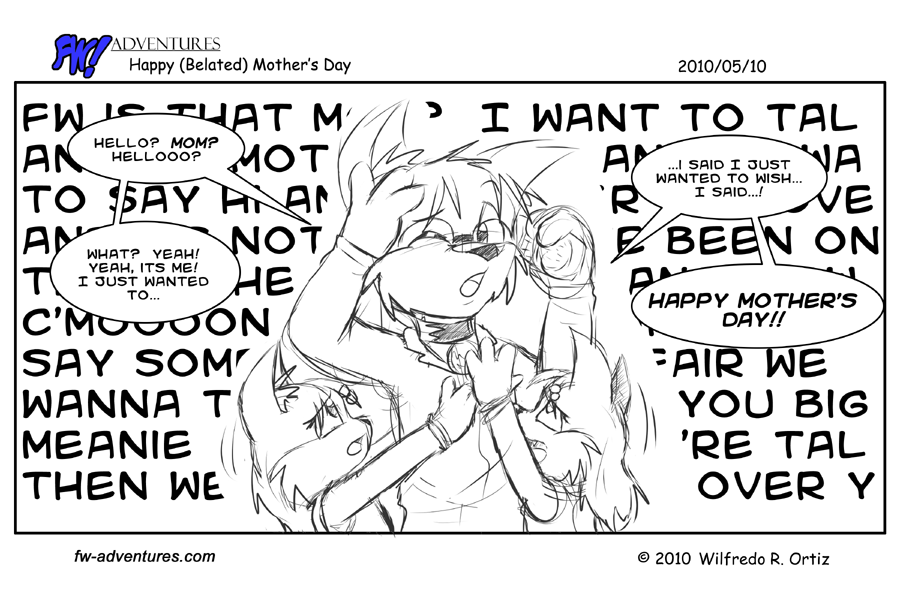 FW!
ADVENTURES
Happy (Belated) Mother's Day
2010/05/10
FW IS THAT M ? I WANT TO TAL
AN MOT AN WA
TO SAY HI AN R OVE
AN NOT E BEEN ON
T HE AN
C'MOOOOON
SAY SOM FAIR WE
WANNA T YOU BIG
MEANIE 'RE TAL
THEN WE OVER Y
HELLO? MOM?
HELLOOO?
WHAT? YEAH!
YEAH, ITS ME!
I JUST WANTED
TO...
...I SAID I JUST
WANTED TO WISH...
I SAID...!
HAPPY MOTHER'S
DAY!!
fw-adventures.com
© 2010 Wilfredo R. Ortiz